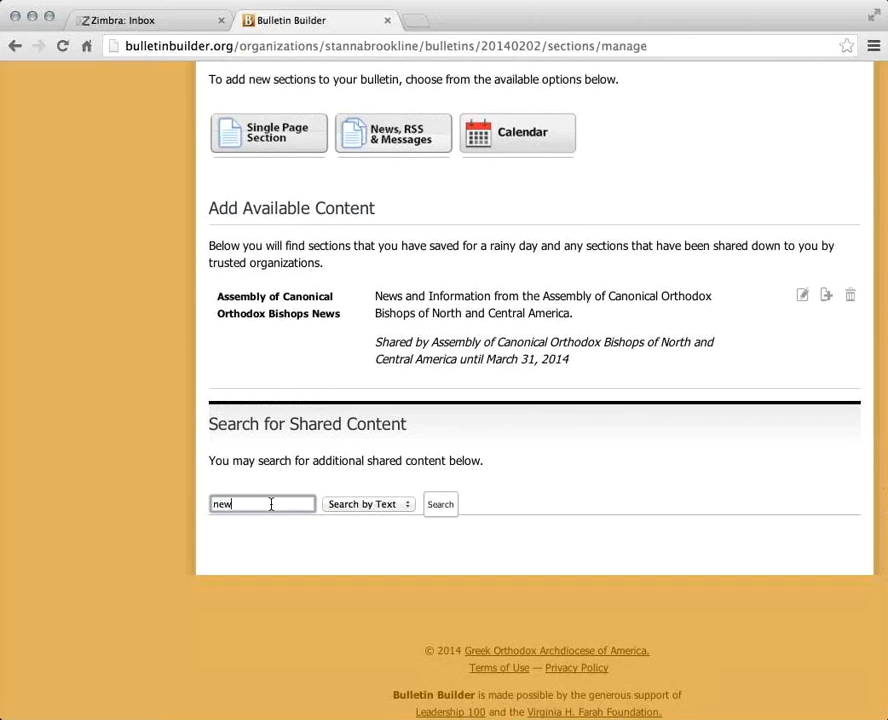 Zimbra: Inbox
Bulletin Builder
bulletinbuilder.org/organizations/stannabrookline/bulletins/20140202/sections/manage
To add new sections to your bulletin, choose from the available options below.
Single Page Section
News, RSS & Messages
Calendar
Add Available Content
Below you will find sections that you have saved for a rainy day and any sections that have been shared down to you by
trusted organizations.
Assembly of Canonical
Orthodox Bishops News
News and Information from the Assembly of Canonical Orthodox
Bishops of North and Central America.
Shared by Assembly of Canonical Orthodox Bishops of North and
Central America until March 31, 2014
Search for Shared Content
You may search for additional shared content below.
new
Search by Text
Search
© 2014 Greek Orthodox Archdiocese of America.
Terms of Use — Privacy Policy
Bulletin Builder is made possible by the generous support of
Leadership 100 and the Virginia H. Farah Foundation.